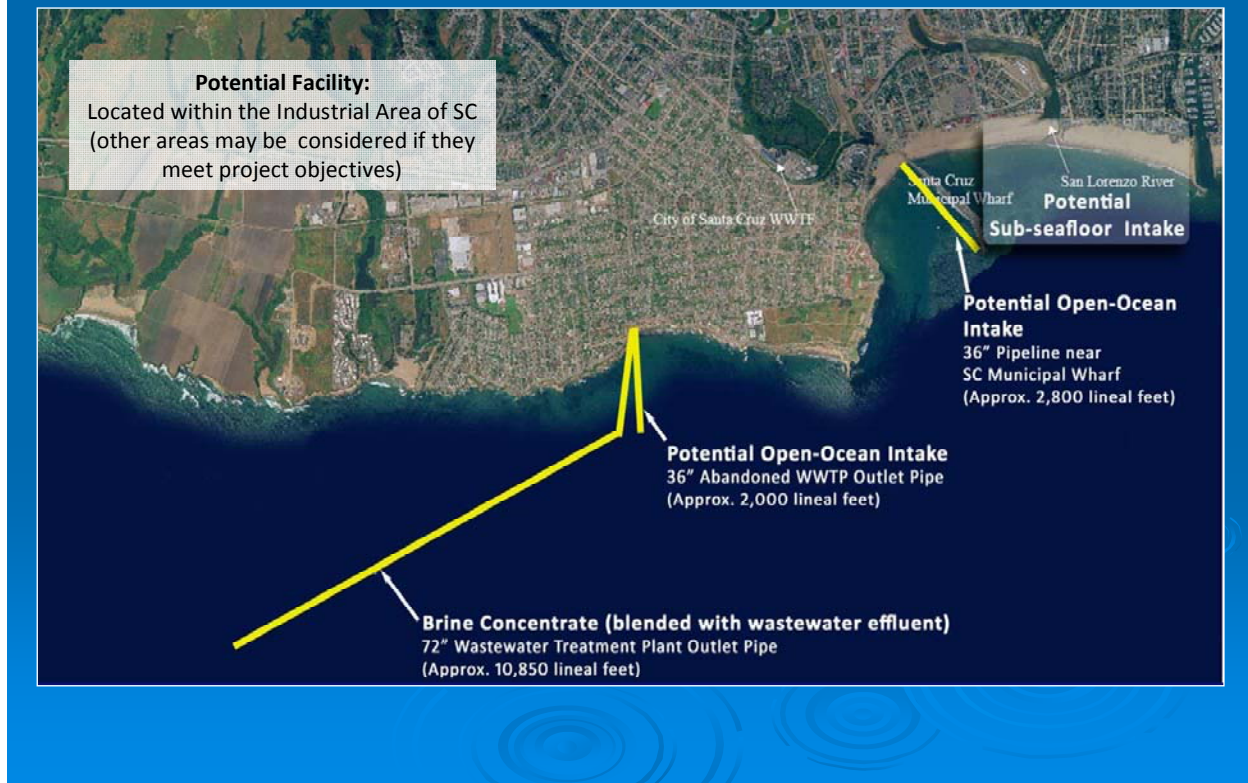 Potential Facility:
Located within the Industrial Area of SC
(other areas may be considered if they
meet project objectives)
City of Santa Cruz WWTF
Santa Cruz
Municipal Wharf
San Lorenzo River
Potential
Sub-seafloor Intake
Potential Open-Ocean
Intake
36” Pipeline near
SC Municipal Wharf
(Approx. 2,800 lineal feet)
Potential Open-Ocean Intake
36” Abandoned WWTP Outlet Pipe
(Approx. 2,000 lineal feet)
Brine Concentrate (blended with wastewater effluent)
72” Wastewater Treatment Plant Outlet Pipe
(Approx. 10,850 lineal feet)